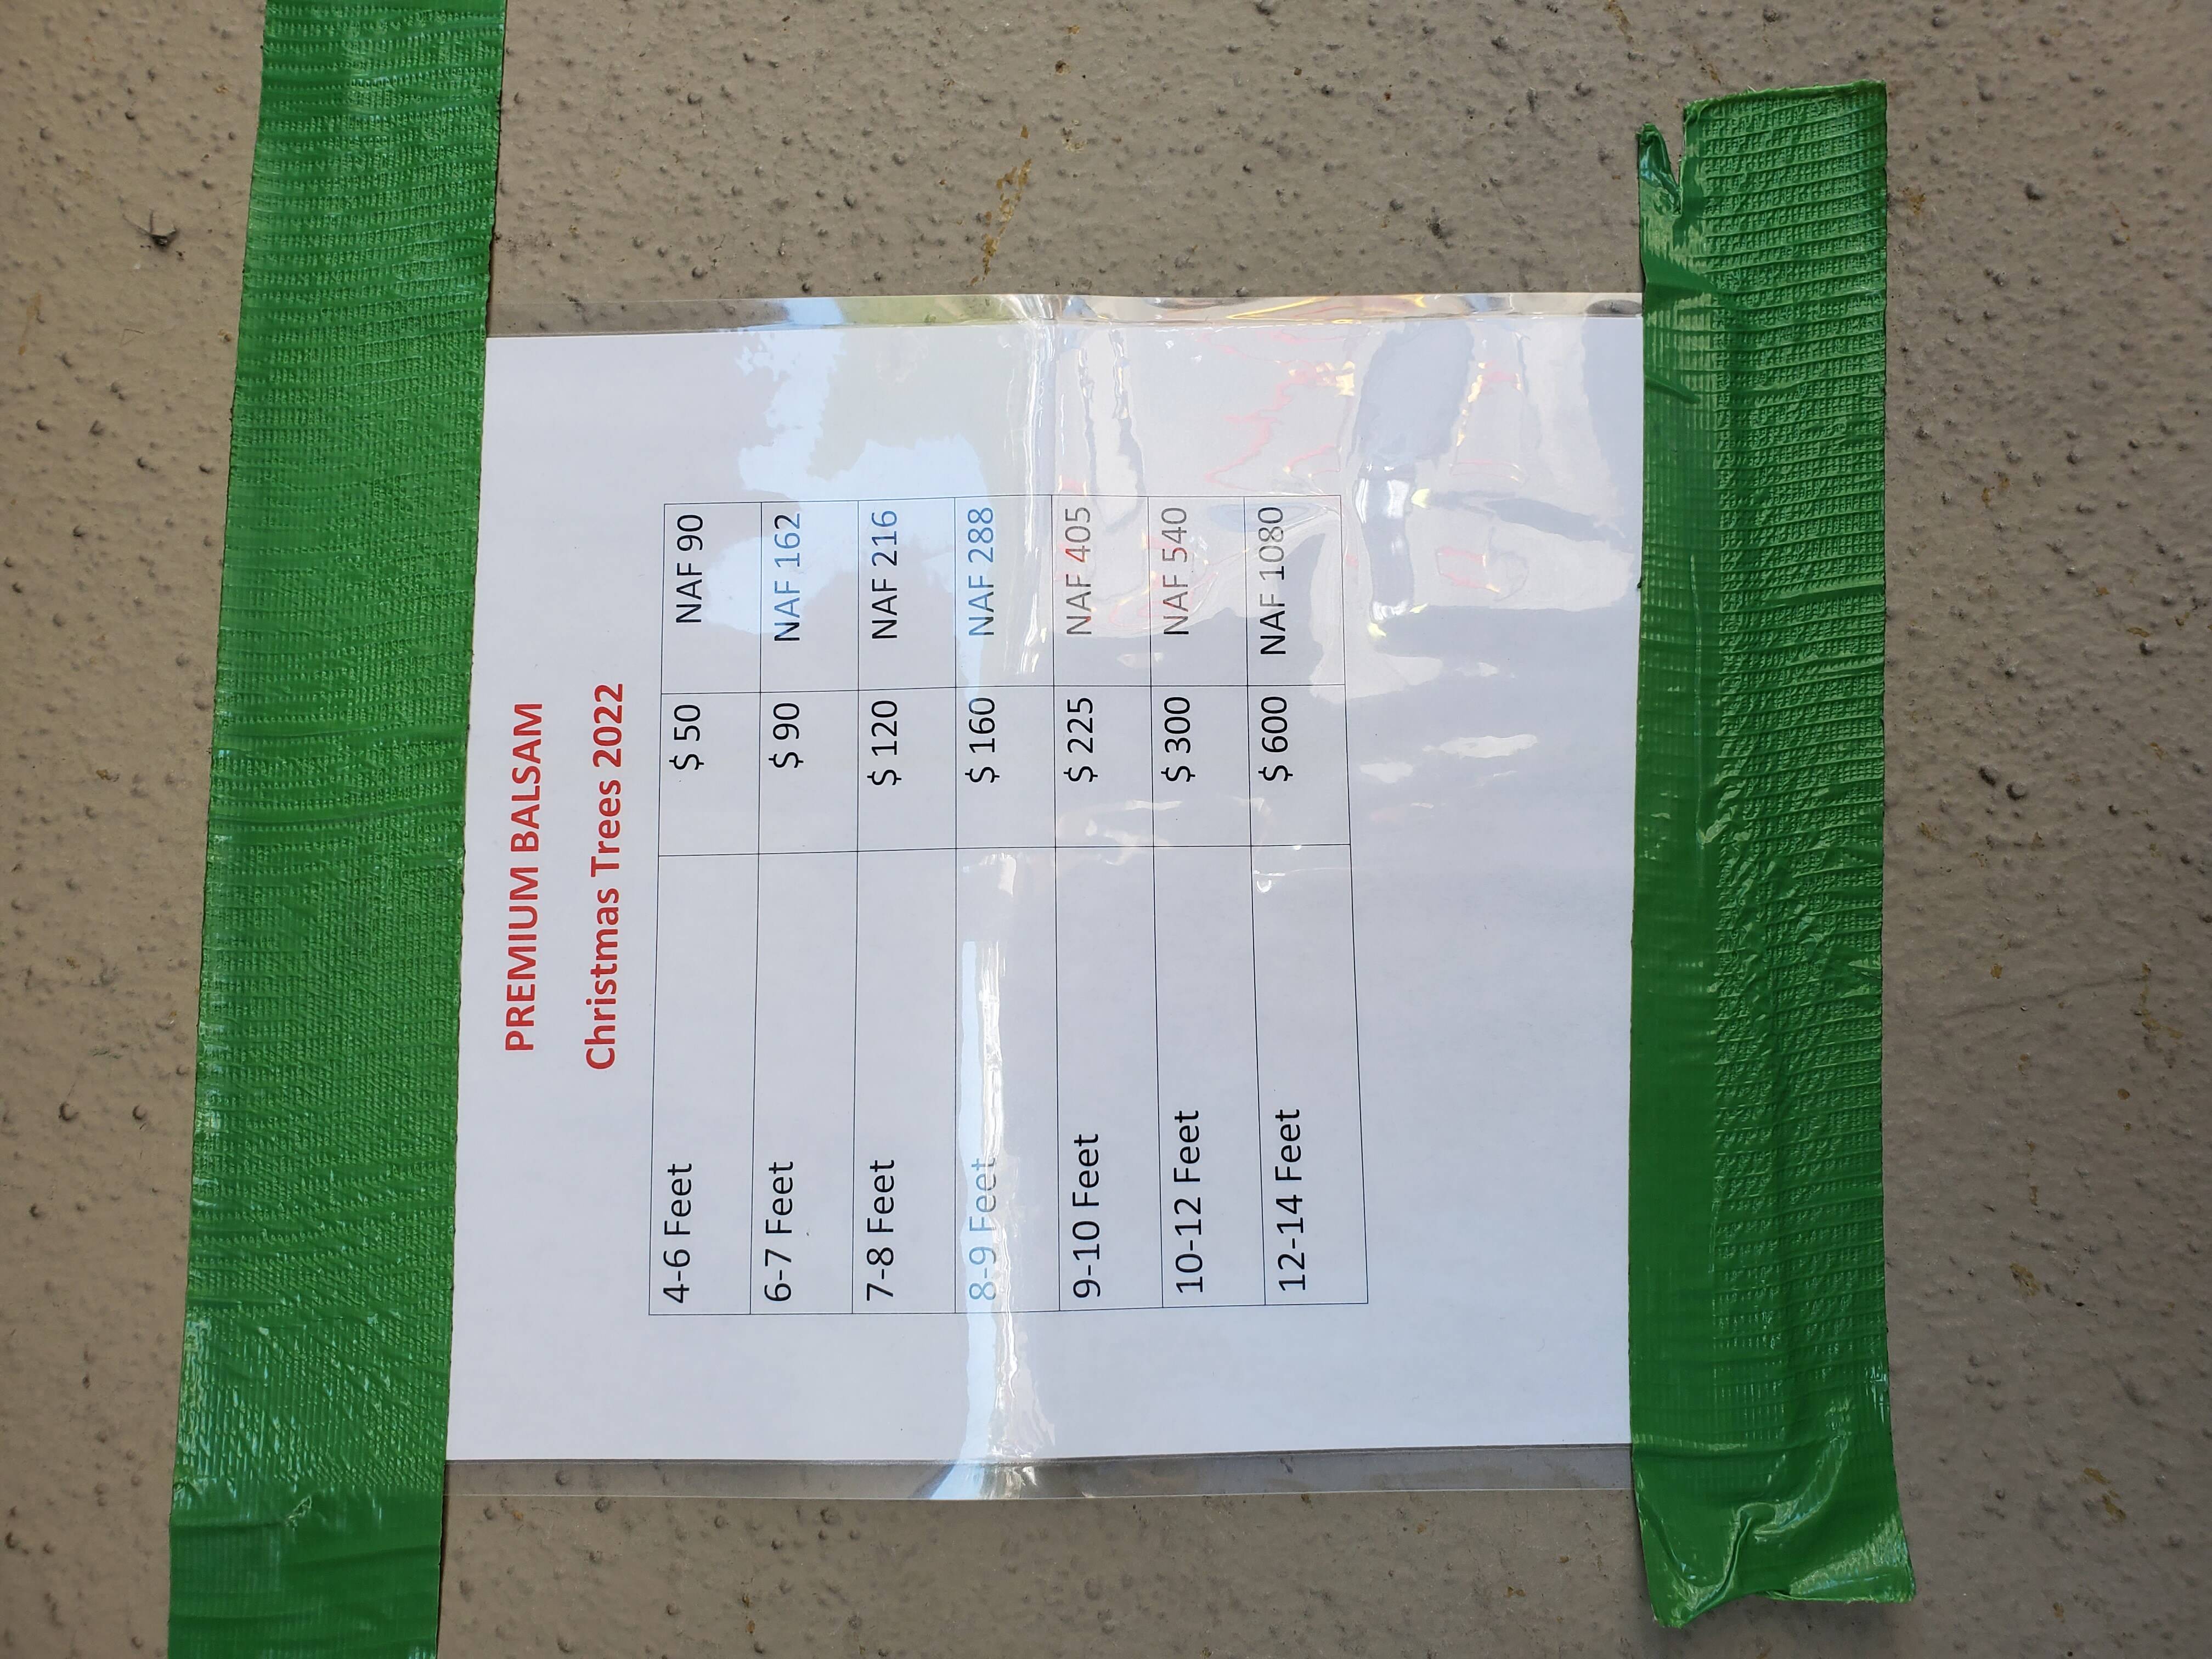 PREMIUM BALSAM
Christmas Trees 2022
4-6 Feet $ 50 NAF 90
6-7 Feet $ 90 NAF 162
7-8 Feet $ 120 NAF 216
8-9 Feet $ 160 NAF 288
9-10 Feet $ 225 NAF 405
10-12 Feet $ 300 NAF 540
12-14 Feet $ 600 NAF 1080